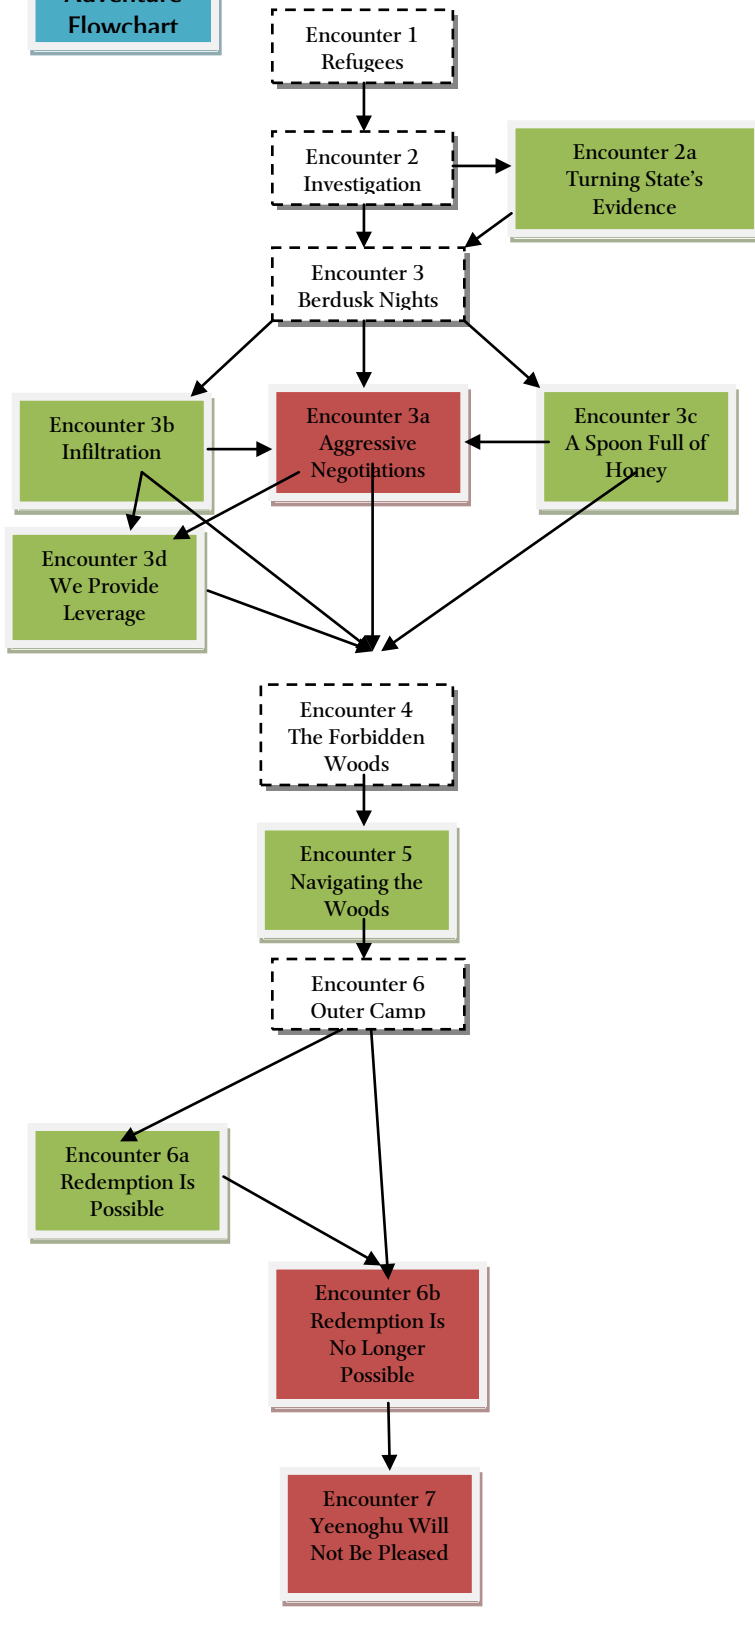 Adventure
Flowchart
Encounter 1
Refugees
Encounter 2
Investigation
Encounter 2a
Turning State’s
Evidence
Encounter 3
Berdusk Nights
Encounter 3b
Infiltration
Encounter 3a
Aggressive
Negotiations
Encounter 3c
A Spoon Full of
Honey
Encounter 3d
We Provide
Leverage
Encounter 4
The Forbidden
Woods
Encounter 5
Navigating the
Woods
Encounter 6
Outer Camp
Encounter 6a
Redemption Is
Possible
Encounter 6b
Redemption Is
No Longer
Possible
Encounter 7
Yeenoghu Will
Not Be Pleased